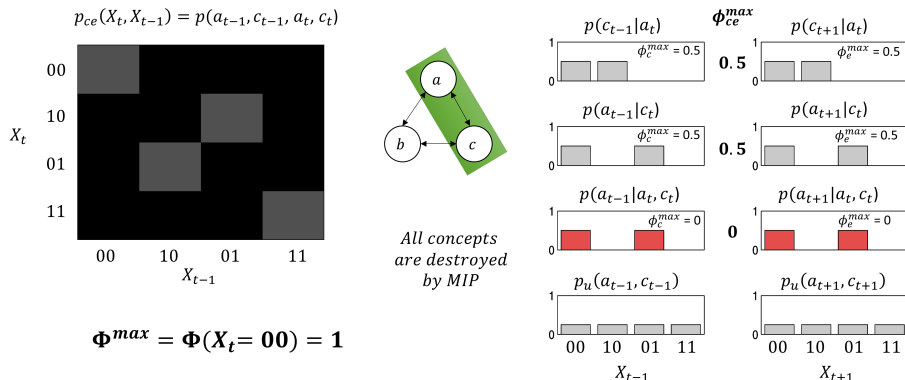 p_ce(X_t, X_{t-1}) = p(a_{t-1}, c_{t-1}, a_t, c_t)
00
10
01
11
X_t
00 10 01 11
X_{t-1}
Φ^max = Φ(X_t = 00) = 1
a
b
c
All concepts
are destroyed
by MIP
p(c_{t-1}|a_t)
ϕ_ce^max
p(c_{t+1}|a_t)
1
0
ϕ_c^max = 0.5
0.5
1
0
ϕ_e^max = 0.5
p(a_{t-1}|c_t)
p(a_{t+1}|c_t)
1
0
ϕ_c^max = 0.5
0.5
1
0
ϕ_e^max = 0.5
p(a_{t-1}|a_t, c_t)
p(a_{t+1}|a_t, c_t)
1
0
ϕ_c^max = 0
0
1
0
ϕ_e^max = 0
p_u(a_{t-1}, c_{t-1})
p_u(a_{t+1}, c_{t+1})
1
0
1
0
00 10 01 11
00 10 01 11
X_{t-1}
X_{t+1}